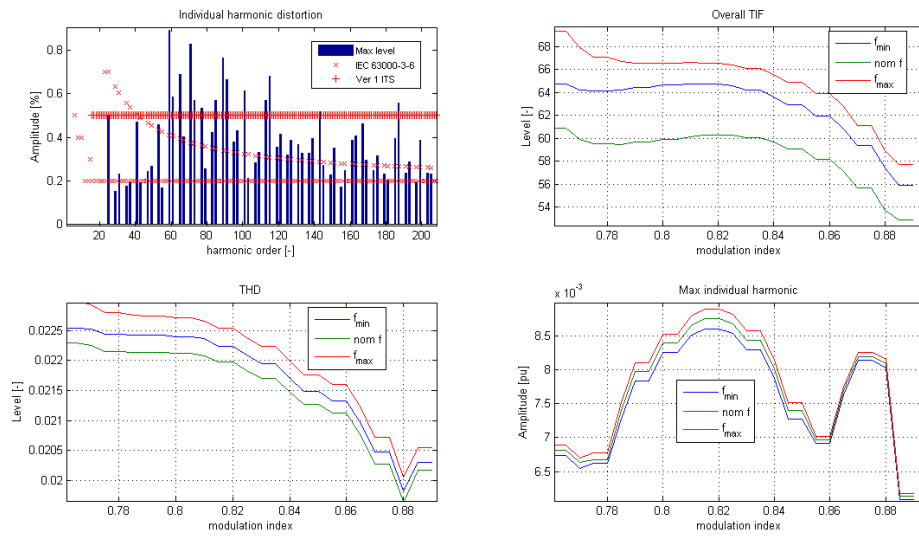 Individual harmonic distortion
Amplitude [%]
0.8
0.6
0.4
0.2
0
20 40 60 80 100 120 140 160 180 200
harmonic order [-]
Max level
IEC 63000-3-6
Ver 1 ITS
Overall TIF
Level [-]
68
66
64
62
60
58
56
54
0.78 0.8 0.82 0.84 0.86 0.88
modulation index
f_min
nom f
f_max
THD
Level [-]
0.0225
0.022
0.0215
0.021
0.0205
0.02
0.78 0.8 0.82 0.84 0.86 0.88
modulation index
f_min
nom f
f_max
Max individual harmonic
x 10^-3
Amplitude [pu]
8.5
8
7.5
7
6.5
0.78 0.8 0.82 0.84 0.86 0.88
modulation index
f_min
nom f
f_max